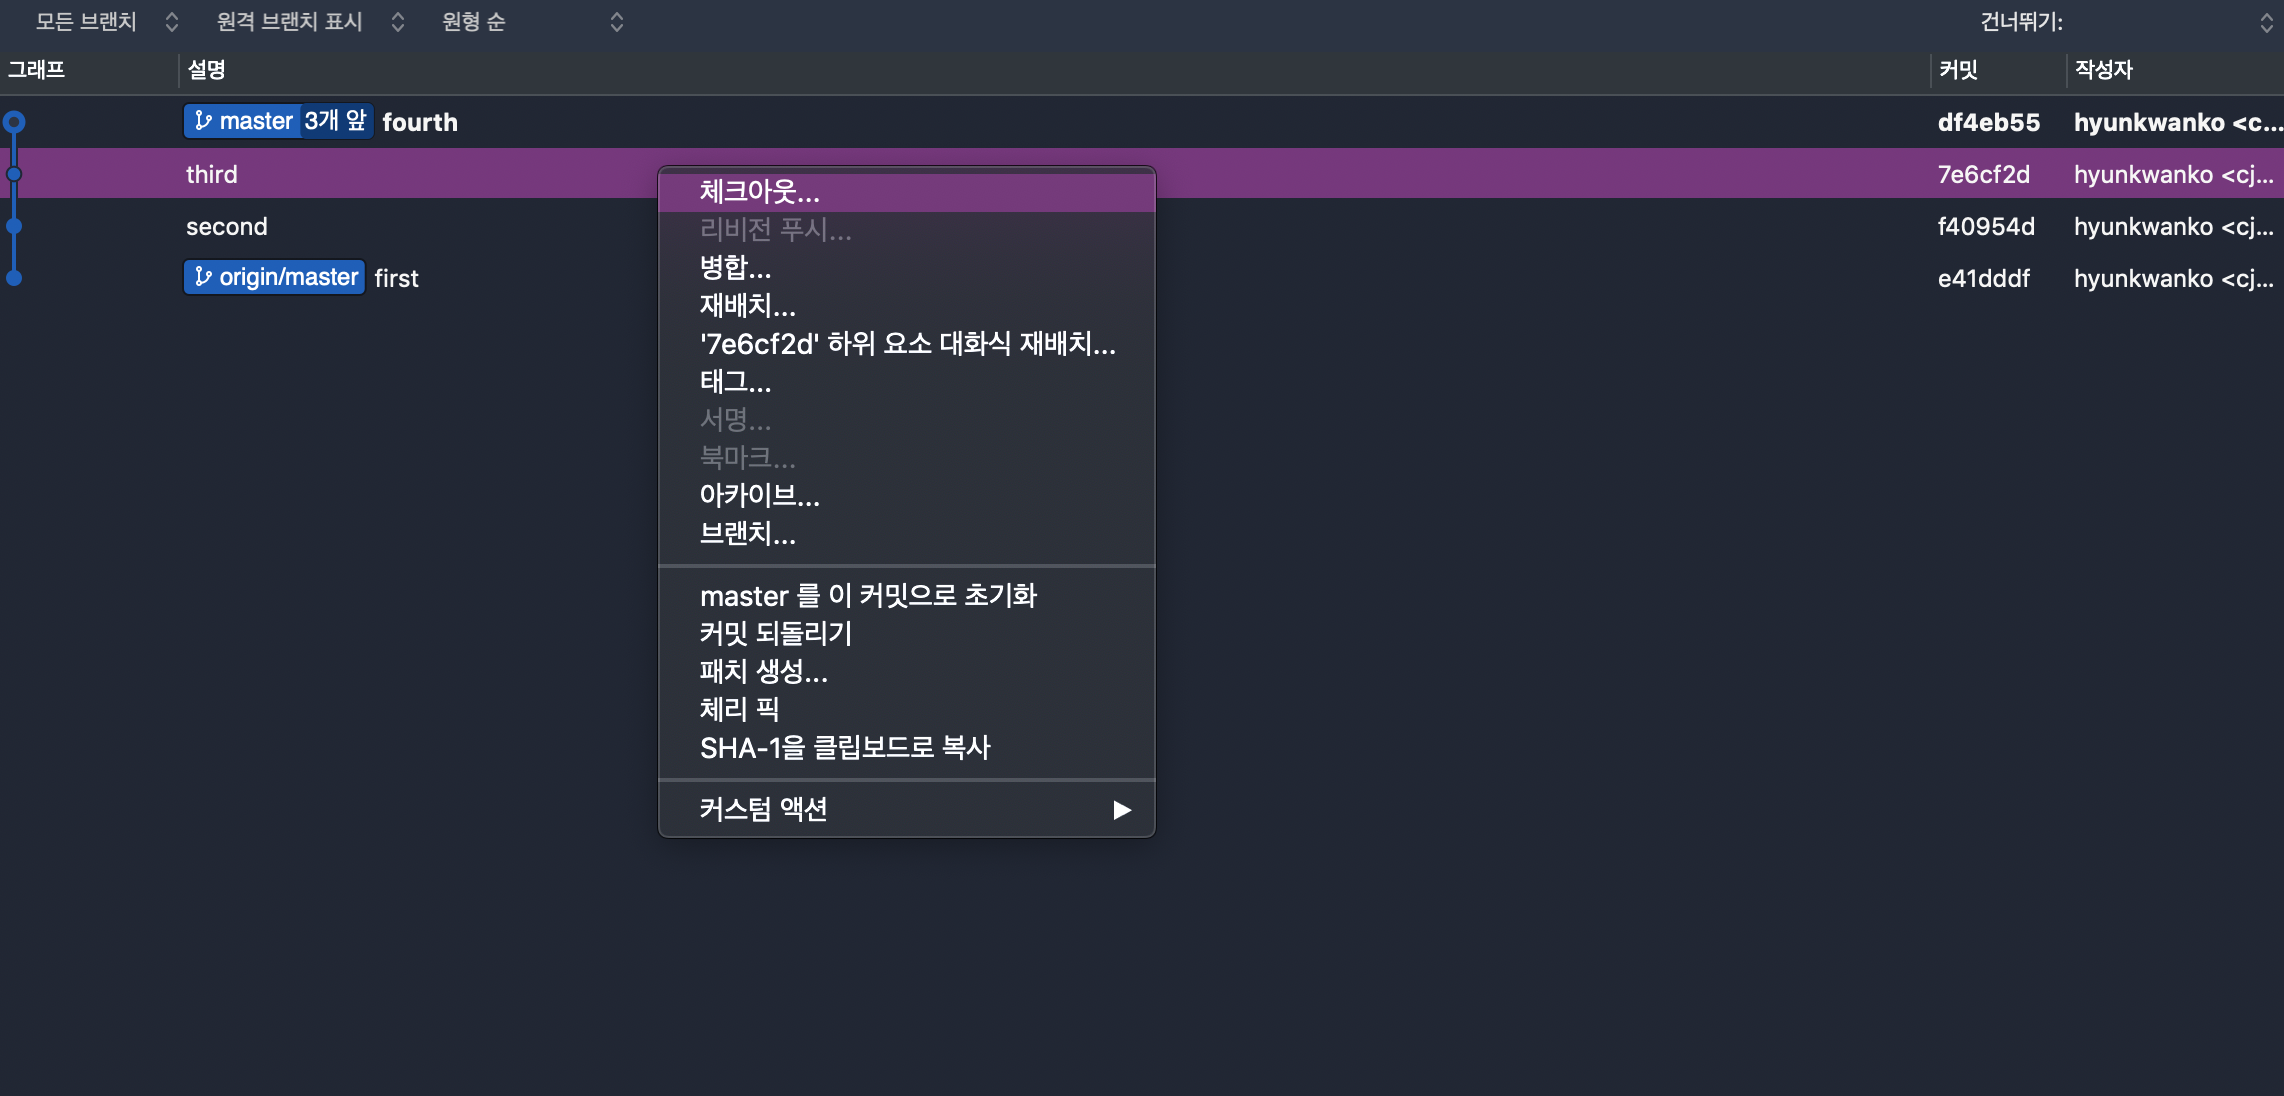 모든 브랜치 원격 브랜치 표시 원형 순 건너뛰기:
그래프 설명 커밋 작성자
master 3개 앞 fourth df4eb55 hyunkwanko <c...
third 7e6cf2d hyunkwanko <cj...
second f40954d hyunkwanko <cj...
origin/master first e41dddf hyunkwanko <cj...
체크아웃...
리비전 푸시...
병합...
재배치...
'7e6cf2d' 하위 요소 대화식 재배치...
태그...
서명...
북마크...
아카이브...
브랜치...
master 를 이 커밋으로 초기화
커밋 되돌리기
패치 생성...
체리 픽
SHA-1을 클립보드로 복사
커스텀 액션